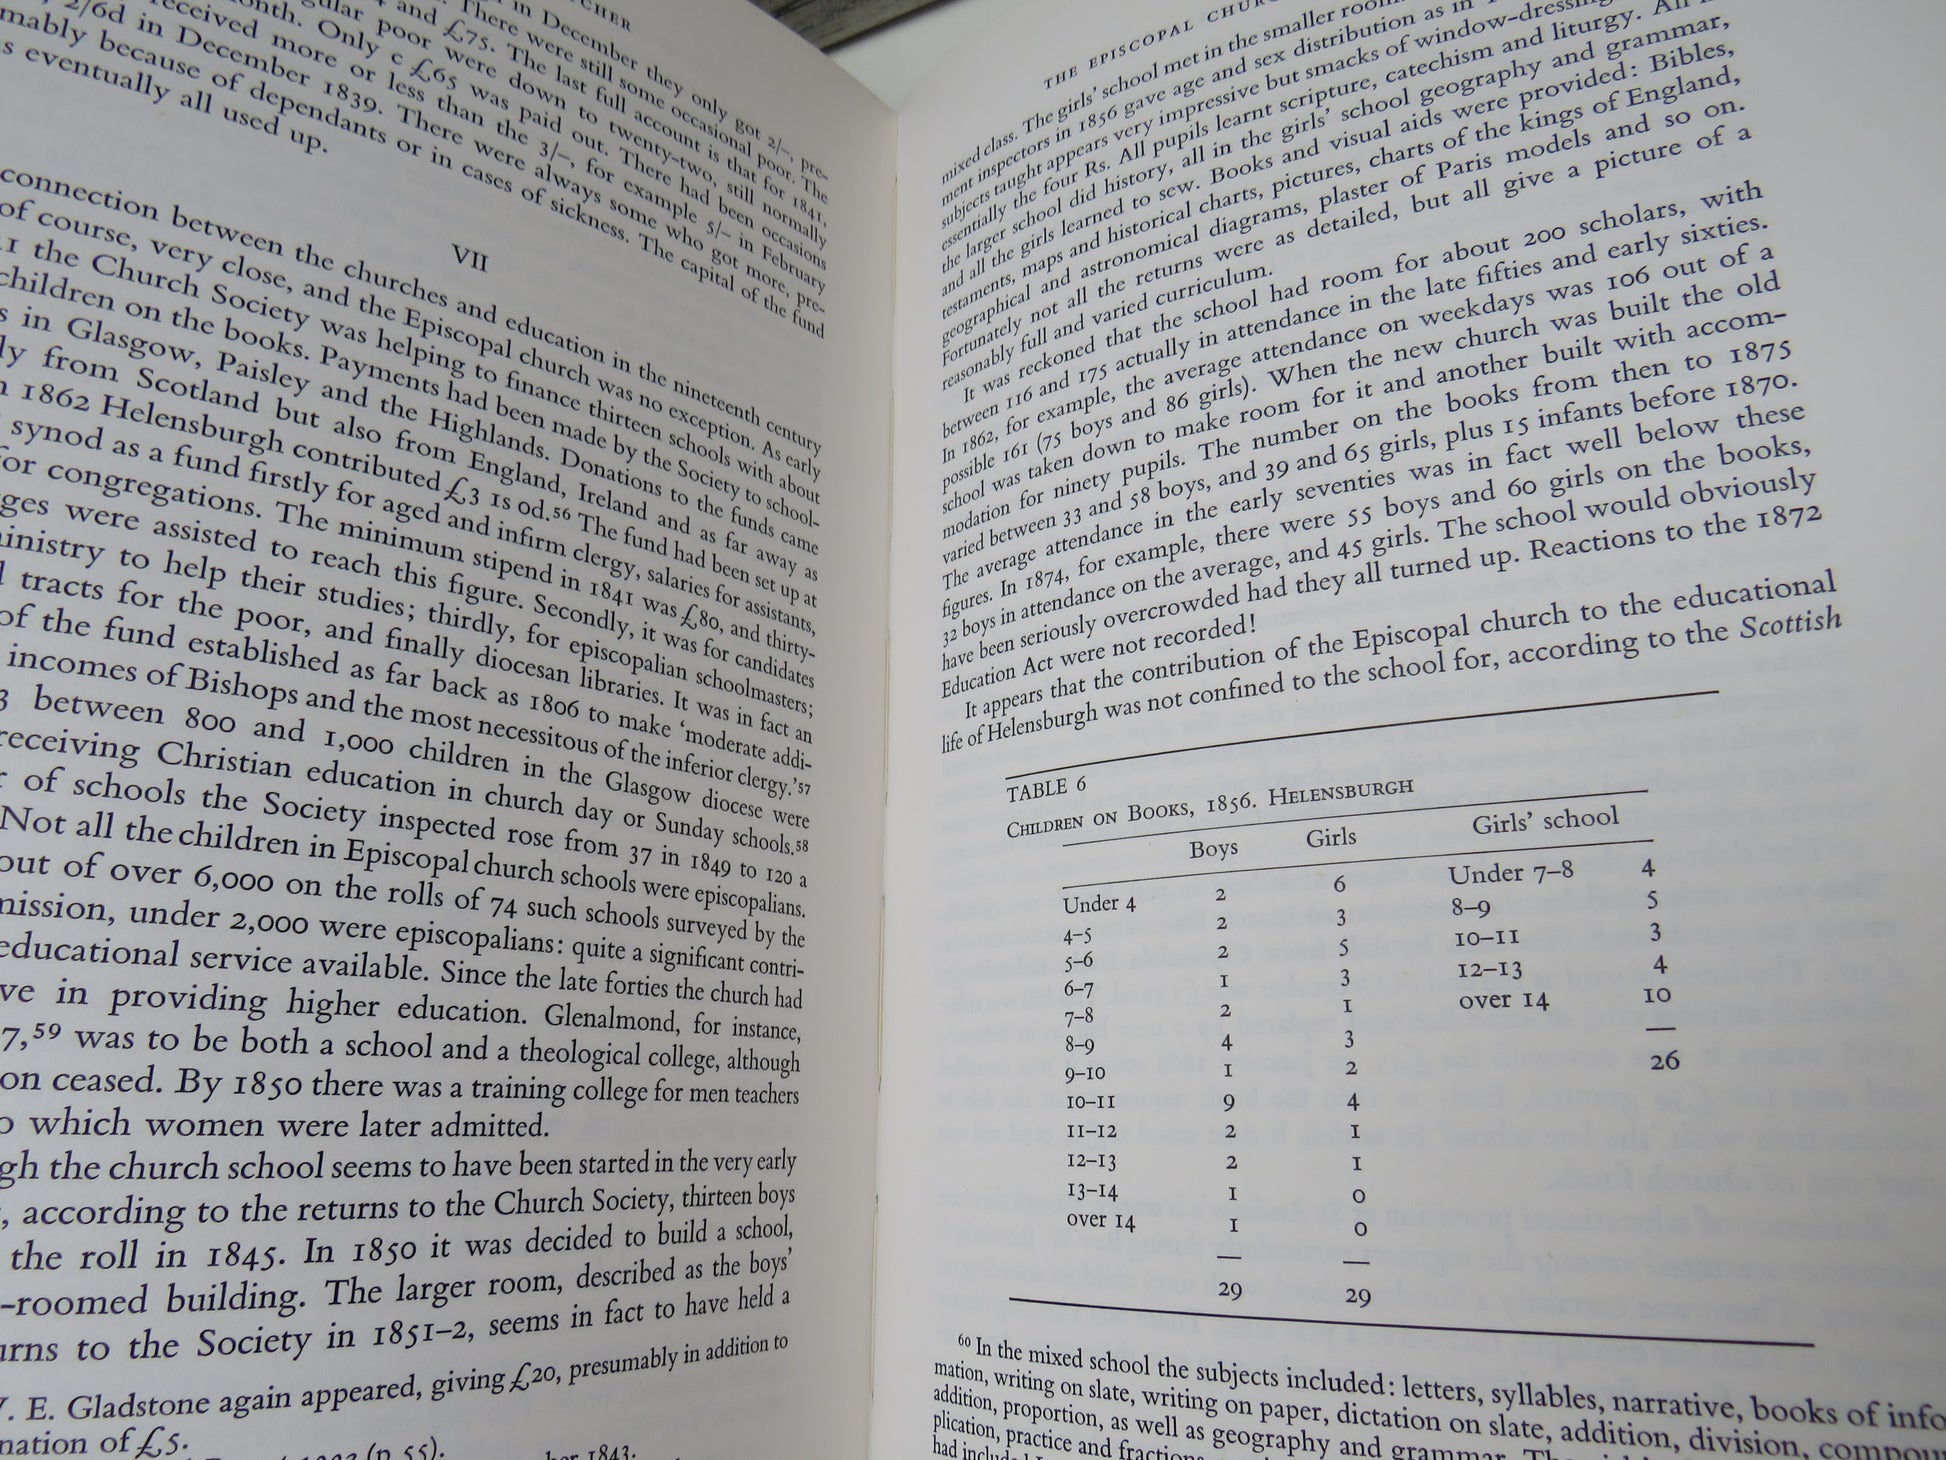 TCHER
in December they only got 2/-, pre-
There were still some occasional poor. The
and £75. The last full account is that for 1841,
poor were down to twenty-two, still normally
month. Only c £65 was paid out. There had been occasions
received more or less than the 3/-, for example 5/- in February
2/6d in December 1839. There were always some who got more, pre-
mably because of dependants or in cases of sickness. The capital of the fund
s eventually all used up.
VII
connection between the churches and education in the nineteenth century
of course, very close, and the Episcopal church was no exception. As early
the Church Society was helping to finance thirteen schools with about
children on the books. Payments had been made by the Society to school-
s in Glasgow, Paisley and the Highlands. Donations to the funds came
ly from Scotland but also from England, Ireland and as far away as
1862 Helensburgh contributed £3 1s 0d.⁵⁶ The fund had been set up at
synod as a fund firstly for aged and infirm clergy, salaries for assistants,
for congregations. The minimum stipend in 1841 was £80, and thirty-
ges were assisted to reach this figure. Secondly, it was for candidates
ministry to help their studies; thirdly, for episcopalian schoolmasters;
tracts for the poor, and finally diocesan libraries. It was in fact an
of the fund established as far back as 1806 to make ‘moderate addi-
incomes of Bishops and the most necessitous of the inferior clergy.’⁵⁷
3 between 800 and 1,000 children in the Glasgow diocese were
receiving Christian education in church day or Sunday schools.⁵⁸
r of schools the Society inspected rose from 37 in 1849 to 120 a
Not all the children in Episcopal church schools were episcopalians.
out of over 6,000 on the rolls of 74 such schools surveyed by the
mission, under 2,000 were episcopalians: quite a significant contri-
educational service available. Since the late forties the church had
ve in providing higher education. Glenalmond, for instance,
7,⁵⁹ was to be both a school and a theological college, although
on ceased. By 1850 there was a training college for men teachers
o which women were later admitted.
gh the church school seems to have been started in the very early
, according to the returns to the Church Society, thirteen boys
the roll in 1845. In 1850 it was decided to build a school,
-roomed building. The larger room, described as the boys’
urns to the Society in 1851–2, seems in fact to have held a
. E. Gladstone again appeared, giving £20, presumably in addition to
nation of £5.
(p 55).
ber 1843.
THE EPISCOPAL CHUR
mixed class. The girls’ school met in the smaller room
ment inspectors in 1856 gave age and sex distribution as in
subjects taught appears very impressive but smacks of window-dressing
essentially the four Rs. All pupils learnt scripture, catechism and liturgy. All
the larger school did history, all in the girls’ school geography and grammar,
and all the girls learned to sew. Books and visual aids were provided: Bibles,
testaments, maps and historical charts, pictures, charts of the kings of England,
geographical and astronomical diagrams, plaster of Paris models and so on.
Fortunately not all the returns were as detailed, but all give a picture of a
reasonably full and varied curriculum.
It was reckoned that the school had room for about 200 scholars, with
between 116 and 175 actually in attendance in the late fifties and early sixties.
In 1862, for example, the average attendance on weekdays was 106 out of a
possible 161 (75 boys and 86 girls). When the new church was built the old
school was taken down to make room for it and another built with accom-
modation for ninety pupils. The number on the books from then to 1875
varied between 33 and 58 boys, and 39 and 65 girls, plus 15 infants before 1870.
The average attendance in the early seventies was in fact well below these
figures. In 1874, for example, there were 55 boys and 60 girls on the books,
32 boys in attendance on the average, and 45 girls. The school would obviously
have been seriously overcrowded had they all turned up. Reactions to the 1872
Education Act were not recorded!
It appears that the contribution of the Episcopal church to the educational
life of Helensburgh was not confined to the school for, according to the Scottish
TABLE 6
CHILDREN ON BOOKS, 1856. HELENSBURGH
Boys Girls Girls’ school
Under 4 2 6 Under 7–8 4
4–5 2 3 8–9 5
5–6 2 5 10–11 3
6–7 1 3 12–13 4
7–8 2 1 over 14 10
8–9 4 3
9–10 1 2 26
10–11 9 4
11–12 2 1
12–13 2 1
13–14 1 0
over 14 1 0
29 29
⁶⁰ In the mixed school the subjects included: letters, syllables, narrative, books of info
mation, writing on slate, writing on paper, dictation on slate, addition, division, compou
addition, proportion, as well as geography and grammar.
plication, practice and fractions
had